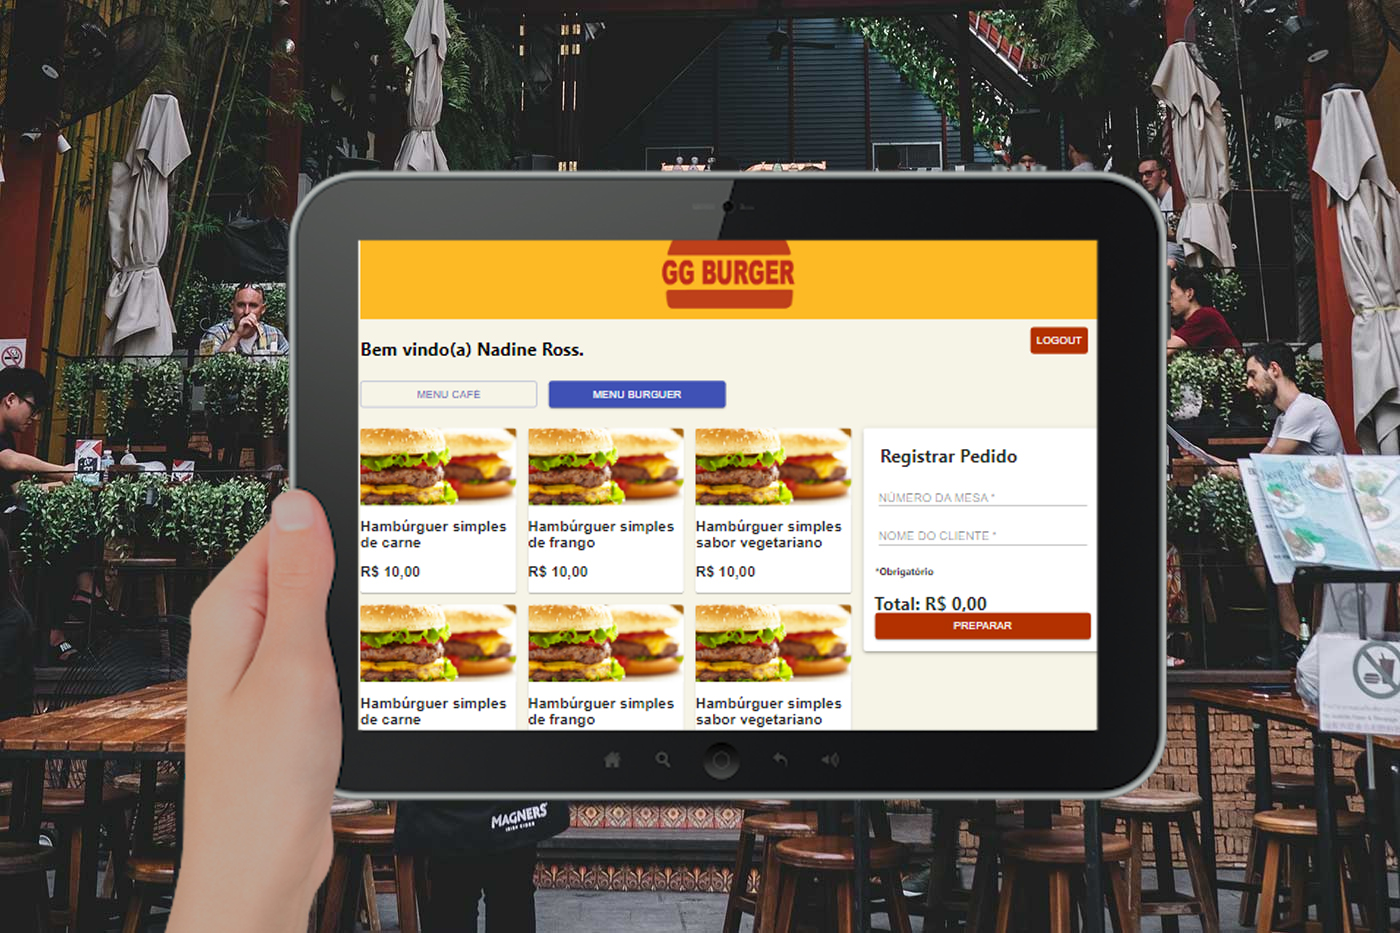 GG BURGER
LOGOUT
Bem vindo(a) Nadine Ross.
MENU CAFÉ
MENU BURGUER
Hambúrguer simples
de carne
R$ 10,00
Hambúrguer simples
de frango
R$ 10,00
Hambúrguer simples
sabor vegetariano
R$ 10,00
Hambúrguer simples
de carne
Hambúrguer simples
de frango
Hambúrguer simples
sabor vegetariano
Registrar Pedido
NÚMERO DA MESA *
NOME DO CLIENTE *
*Obrigatório
Total: R$ 0,00
PREPARAR
MAGNERS
IRISH CIDER